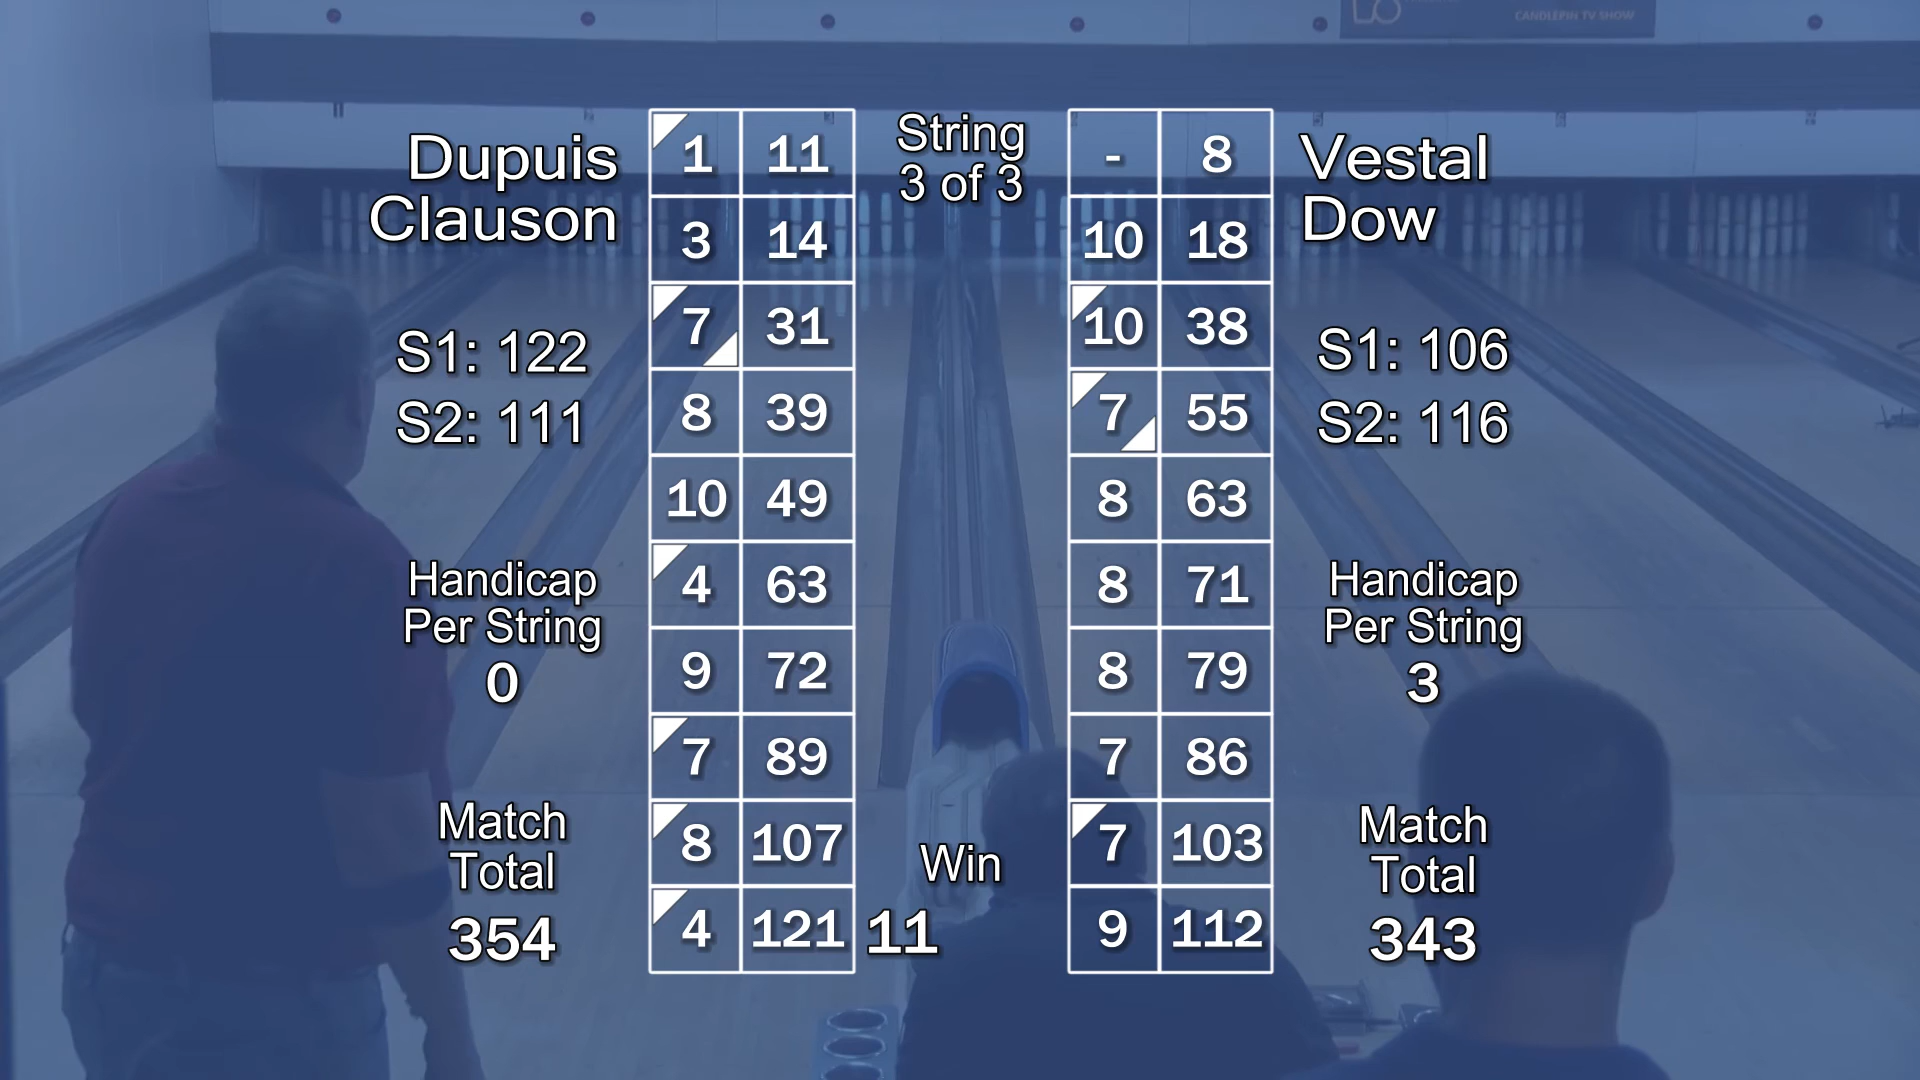 CANDLEPIN TV SHOW
Dupuis
Clauson
S1: 122
S2: 111
Handicap
Per String
0
Match
Total
354
1 11
3 14
7 31
8 39
10 49
4 63
9 72
7 89
8 107
4 121 11
String
3 of 3
Win
- 8
10 18
10 38
7 55
8 63
8 71
8 79
7 86
7 103
9 112
Vestal
Dow
S1: 106
S2: 116
Handicap
Per String
3
Match
Total
343